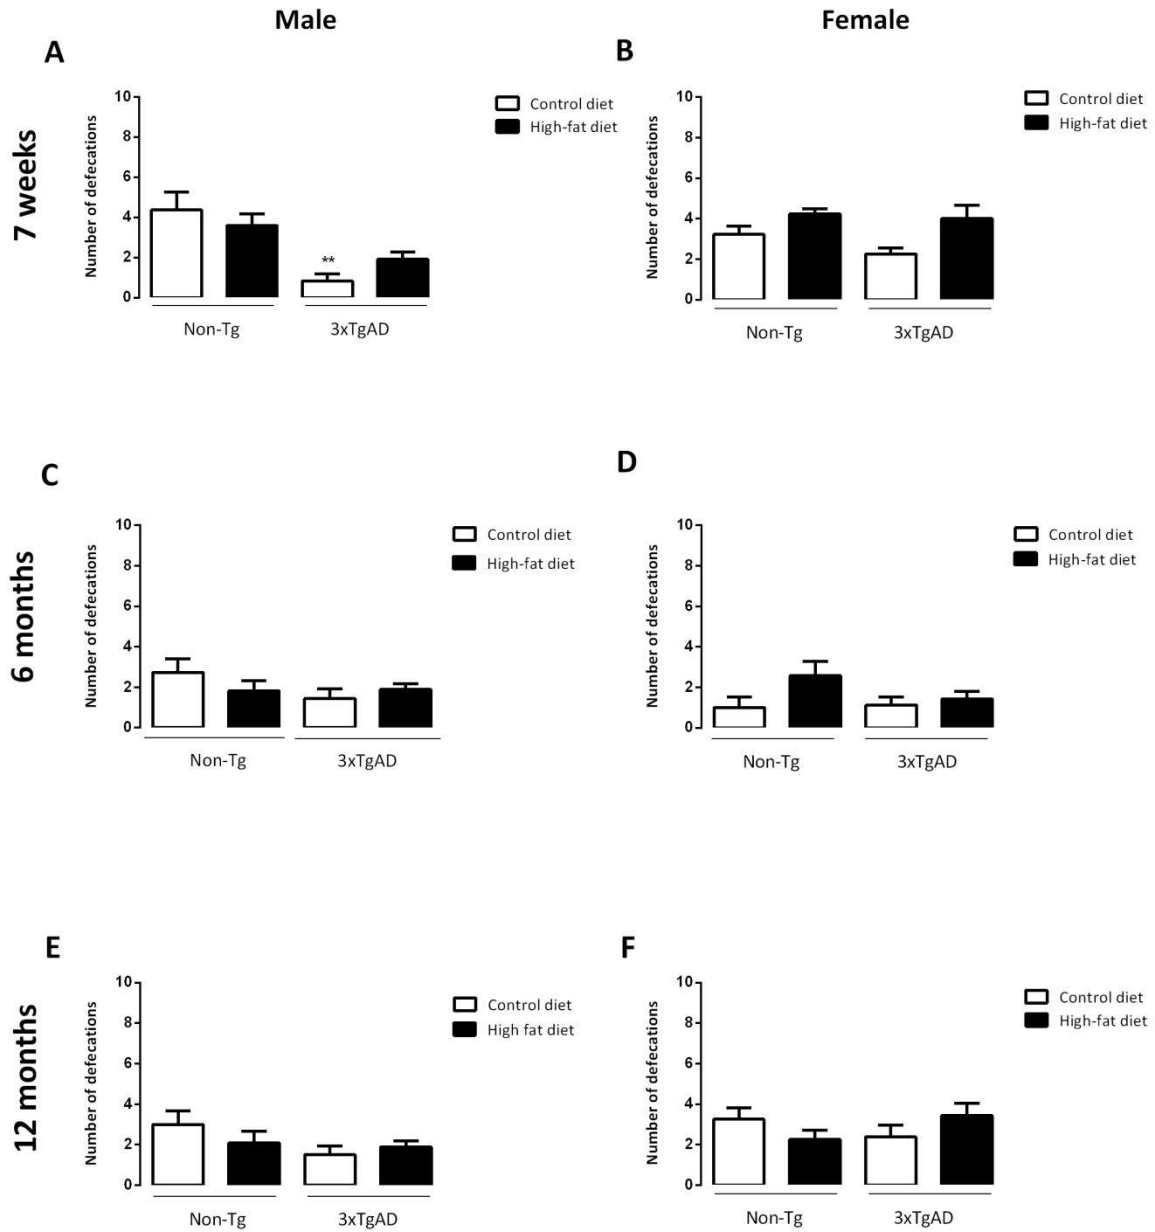 Male
Female
7 weeks
A
Number of defecations
10
8
6
4
2
0
**
Non-Tg
3xTgAD
Control diet
High-fat diet
B
Number of defecations
10
8
6
4
2
0
Non-Tg
3xTgAD
Control diet
High-fat diet
6 months
C
Number of defecations
10
8
6
4
2
0
Non-Tg
3xTgAD
Control diet
High-fat diet
D
Number of defecations
10
8
6
4
2
0
Non-Tg
3xTgAD
Control diet
High-fat diet
12 months
E
Number of defecations
10
8
6
4
2
0
Non-Tg
3xTgAD
Control diet
High fat diet
F
Number of defecations
10
8
6
4
2
0
Non-Tg
3xTgAD
Control diet
High-fat diet